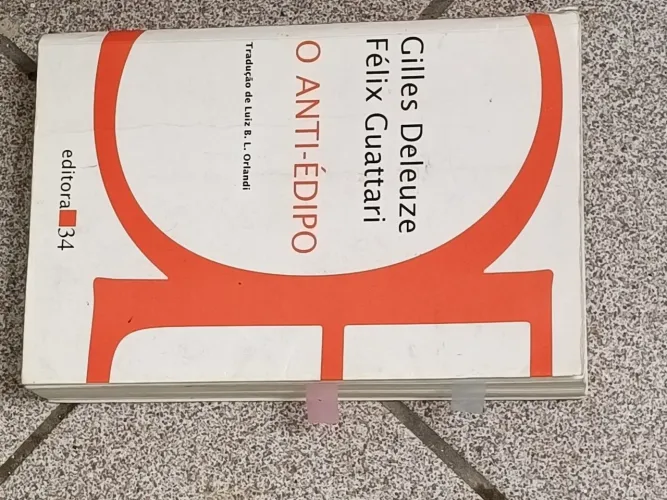 Gilles Deleuze
Félix Guattari
O ANTI-ÉDIPO
Tradução de Luiz B. L. Orlandi
editora 34